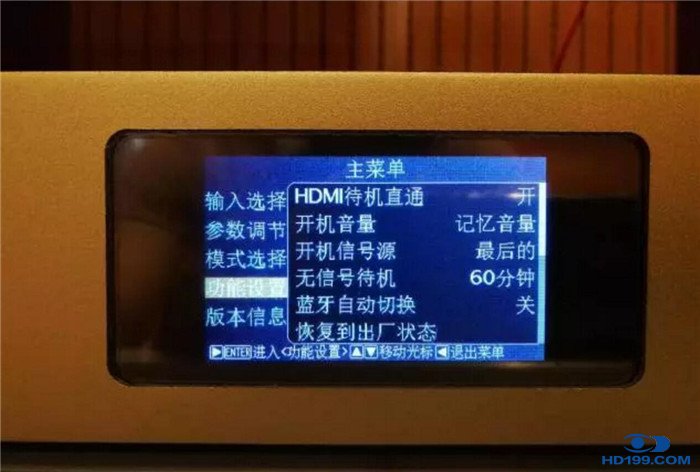 主菜单
输入选择
参数调节
模式选择
功能设置
版本信息
HDMI待机直通 开
开机音量 记忆音量
开机信号源 最后的
无信号待机 60分钟
蓝牙自动切换 关
恢复到出厂状态
▶ENTER进入<功能设置>▲▼移动光标◀退出菜单
HD199.COM